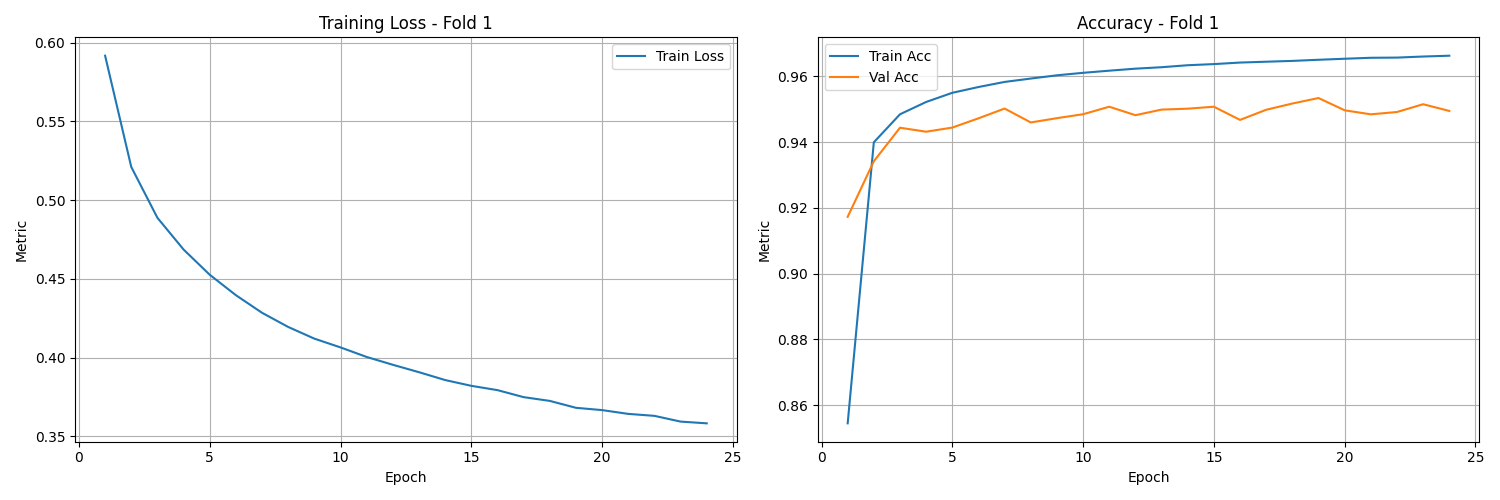 Training Loss - Fold 1
Train Loss
0.60
0.55
0.50
0.45
0.40
0.35
Metric
0
5
10
15
20
25
Epoch
Accuracy - Fold 1
Train Acc
Val Acc
0.96
0.94
0.92
0.90
0.88
0.86
Metric
0
5
10
15
20
25
Epoch